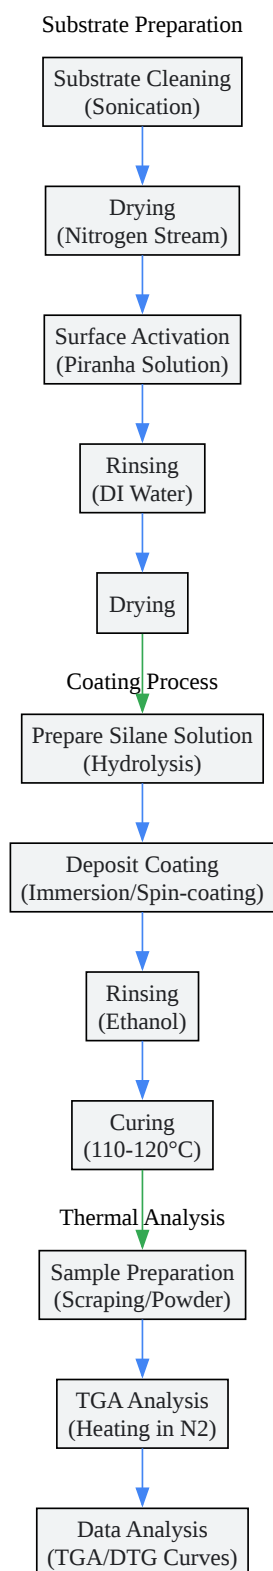 Substrate Preparation
Substrate Cleaning
(Sonication)
Drying
(Nitrogen Stream)
Surface Activation
(Piranha Solution)
Rinsing
(DI Water)
Drying
Coating Process
Prepare Silane Solution
(Hydrolysis)
Deposit Coating
(Immersion/Spin-coating)
Rinsing
(Ethanol)
Curing
(110-120°C)
Thermal Analysis
Sample Preparation
(Scraping/Powder)
TGA Analysis
(Heating in N2)
Data Analysis
(TGA/DTG Curves)